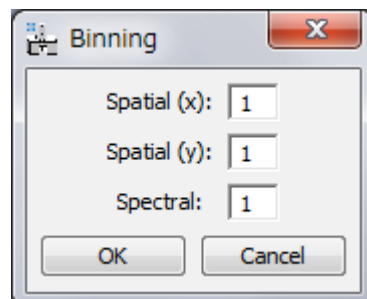 Binning
Spatial (x): 1
Spatial (y): 1
Spectral: 1
OK Cancel